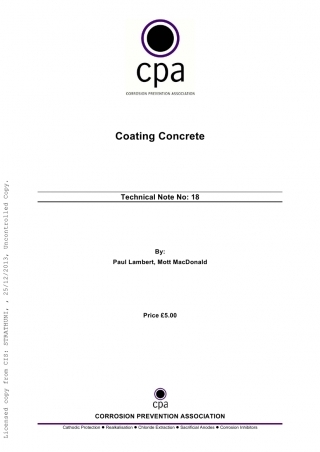 cpa
CORROSION PREVENTION ASSOCIATION
Coating Concrete
Technical Note No: 18
By:
Paul Lambert, Mott MacDonald
Price £5.00
cpa
CORROSION PREVENTION ASSOCIATION
Cathodic Protection ● Realkalisation ● Chloride Extraction ● Sacrificial Anodes ● Corrosion Inhibitors
Licensed copy from CIS: STRATHUNI, , 25/12/2013, Uncontrolled Copy.